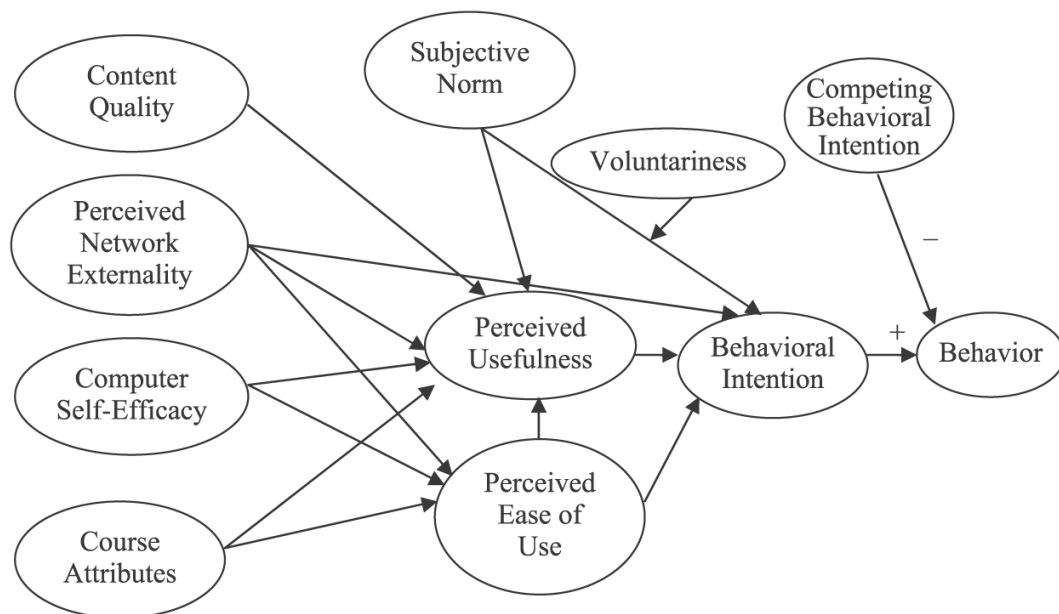 Content
Quality
Subjective
Norm
Competing
Behavioral
Intention
Voluntariness
Perceived
Network
Externality
−
Perceived
Usefulness
Behavioral
Intention
+
Behavior
Computer
Self-Efficacy
Perceived
Ease of
Use
Course
Attributes